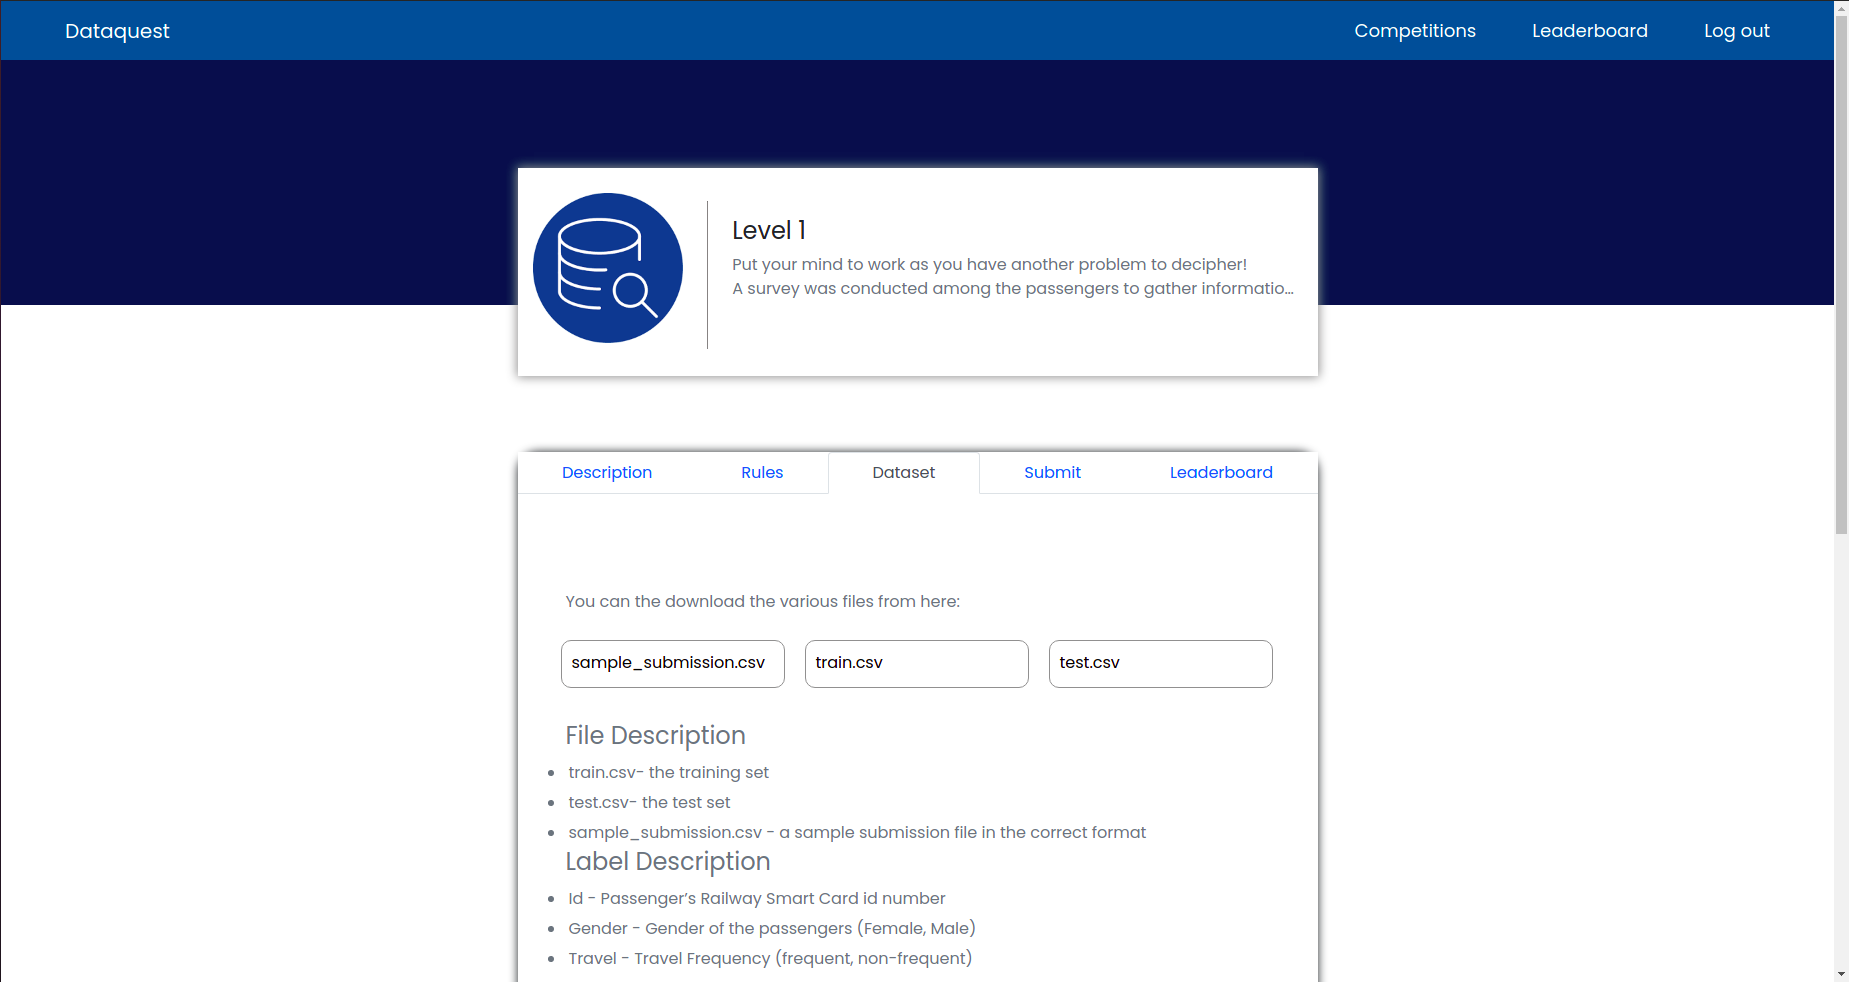 Dataquest
Competitions
Leaderboard
Log out
Level 1
Put your mind to work as you have another problem to decipher!
A survey was conducted among the passengers to gather informatio...
Description
Rules
Dataset
Submit
Leaderboard
You can the download the various files from here:
sample_submission.csv
train.csv
test.csv
File Description
• train.csv- the training set
• test.csv- the test set
• sample_submission.csv - a sample submission file in the correct format
Label Description
• Id - Passenger’s Railway Smart Card id number
• Gender - Gender of the passengers (Female, Male)
• Travel - Travel Frequency (frequent, non-frequent)